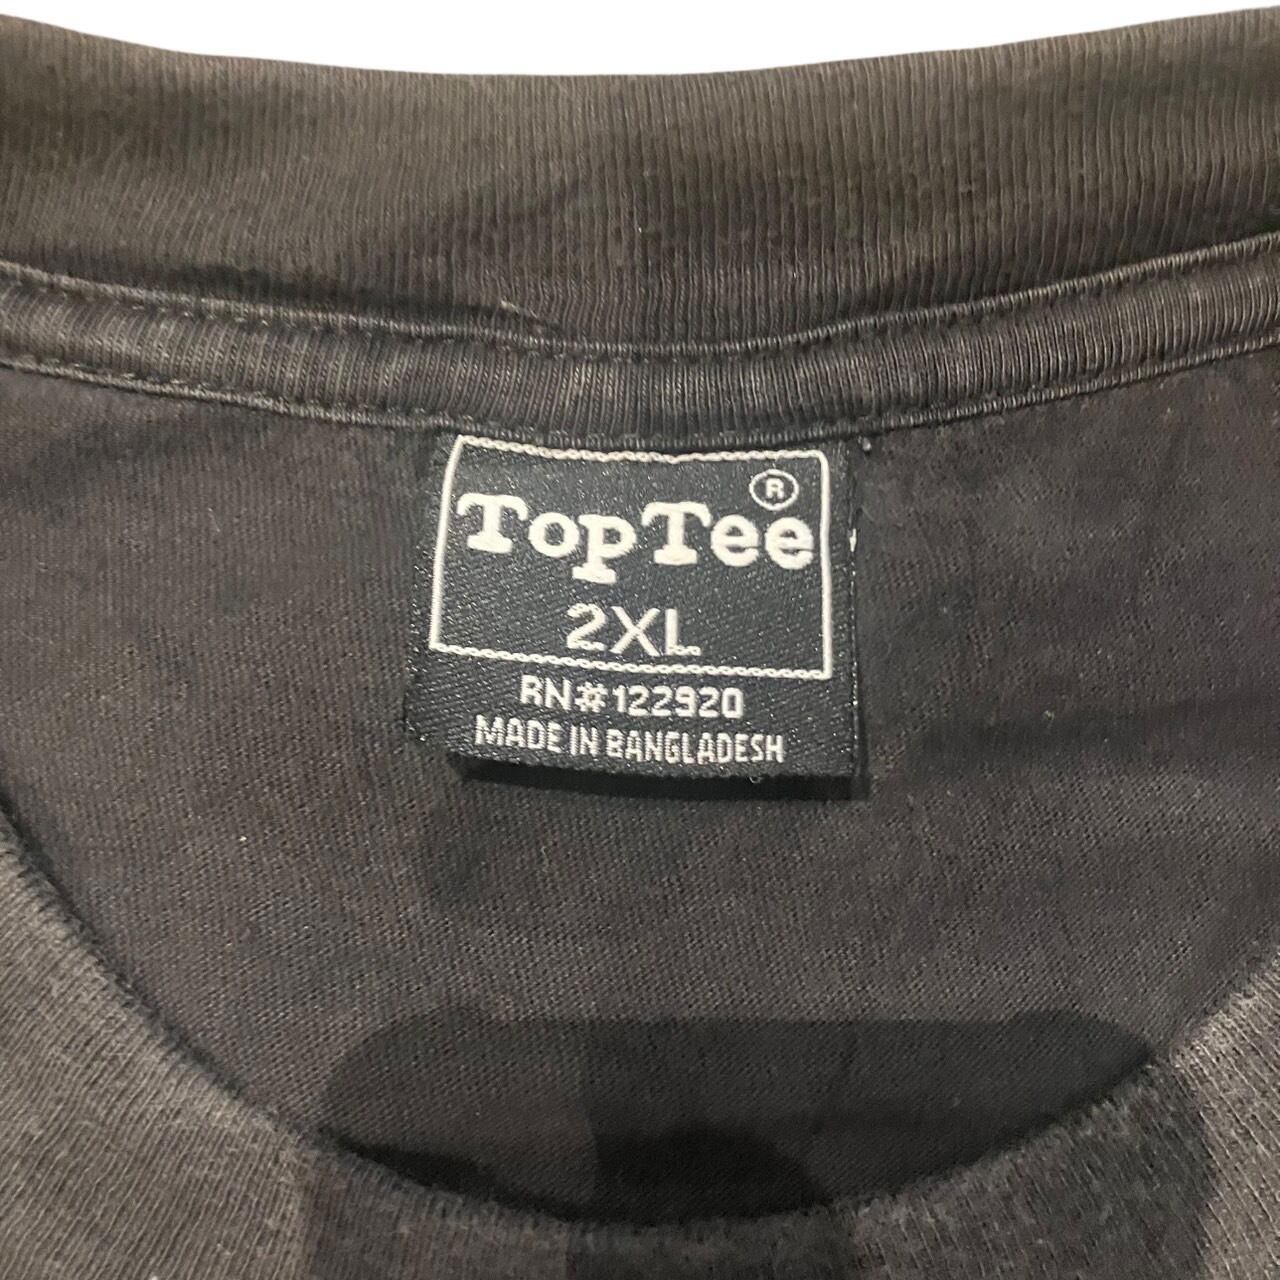 TopTee®
2XL
RN#122920
MADE IN BANGLADESH